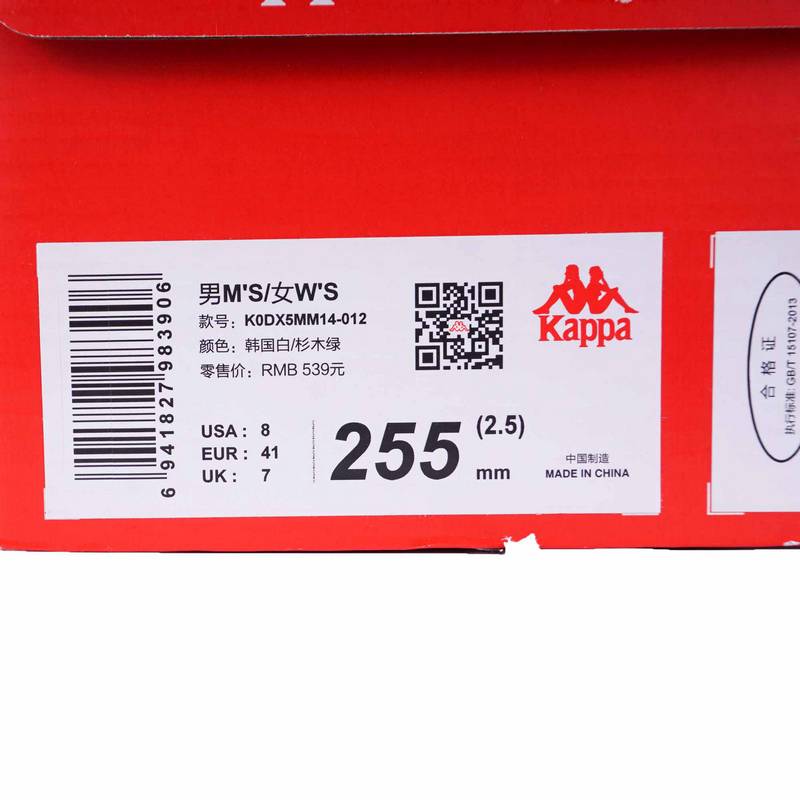 6 941827 983906
男M'S/女W'S
款号：K0DX5MM14-012
颜色：韩国白/杉木绿
零售价：RMB 539元
USA：8
EUR：41
UK：7
255 (2.5)
mm
Kappa
中国制造
MADE IN CHINA
合格证
执行标准: GB/T 15107-2013